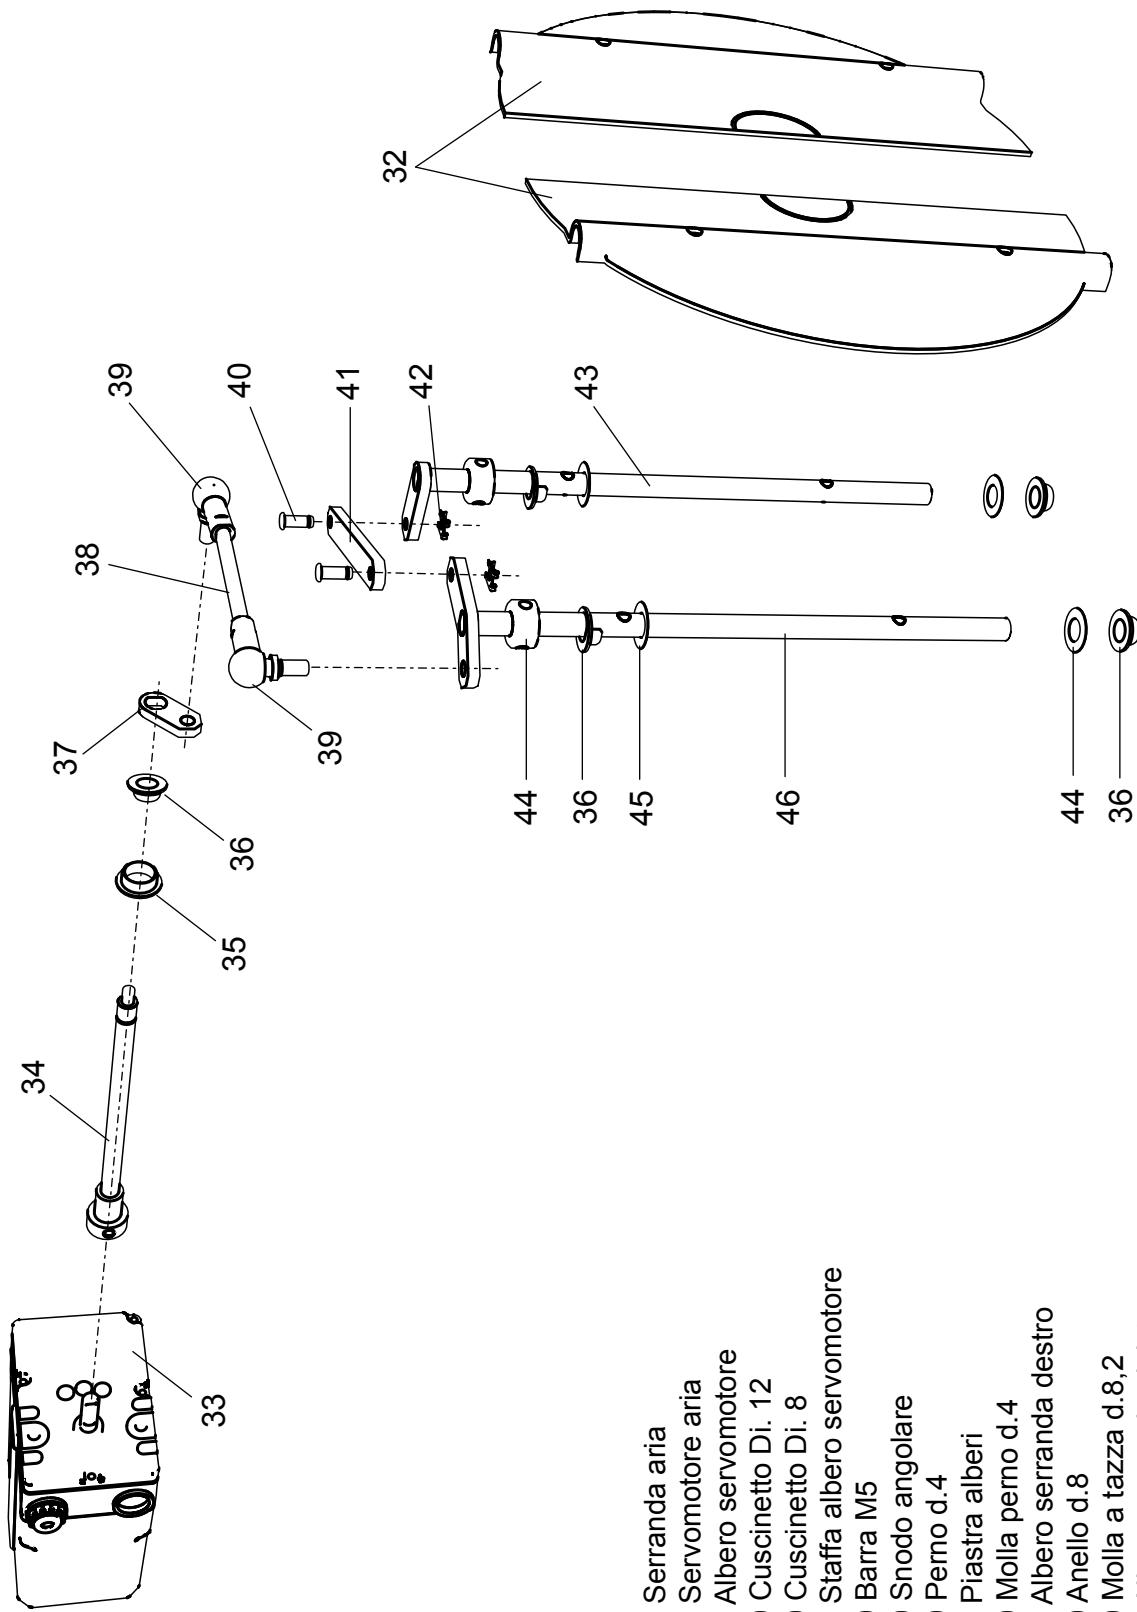 32
39
40
41
42
43
38
37
39
36
35
34
33
44
36
45
46
44
36
Serranda aria
Servomotore aria
Albero servomotore
Cuscinetto Di. 12
Cuscinetto Di. 8
Staffa albero servomotore
Barra M5
Snodo angolare
Perno d.4
Piastra alberi
Molla perno d.4
Albero serranda destro
Anello d.8
Molla a tazza d.8,2